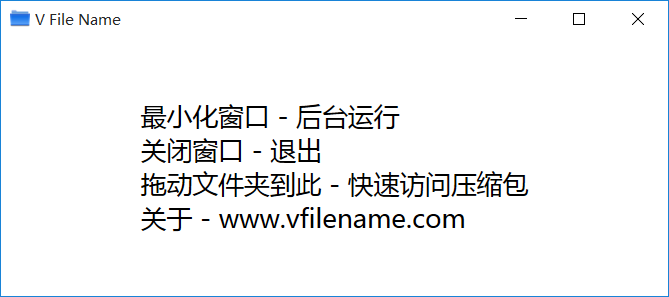 V File Name
最小化窗口 - 后台运行
关闭窗口 - 退出
拖动文件夹到此 - 快速访问压缩包
关于 - www.vfilename.com